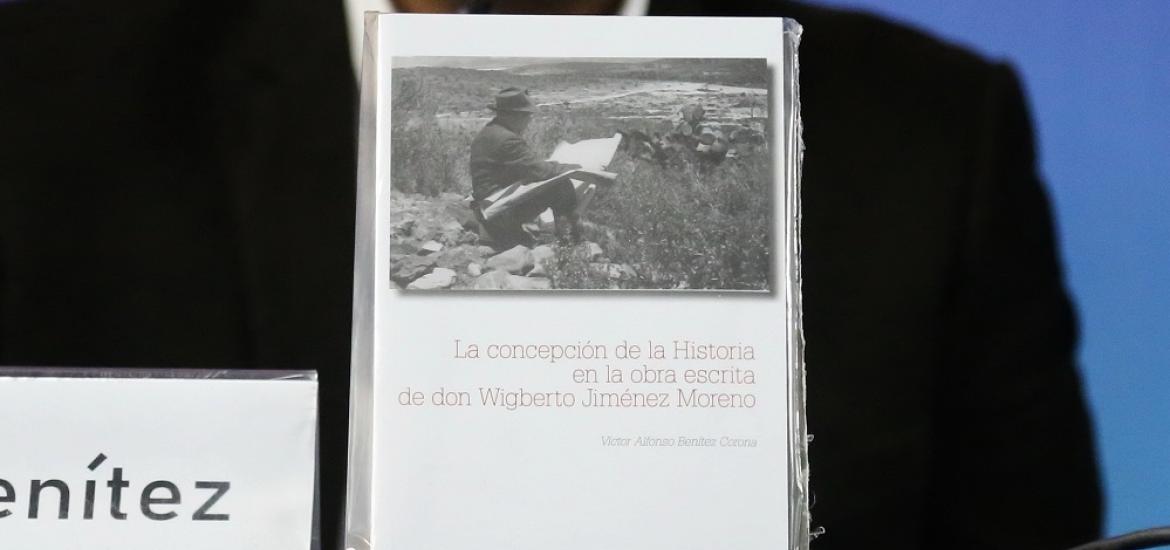 La concepción de la Historia
en la obra escrita
de don Wigberto Jiménez Moreno
Víctor Alfonso Benítez Corona
enítez